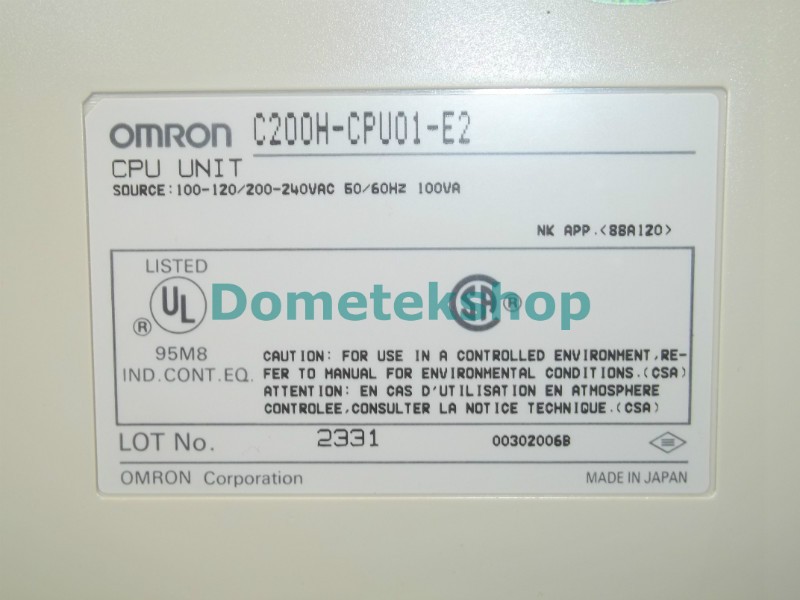 OMRON C200H-CPU01-E2
CPU UNIT
SOURCE:100-120/200-240VAC 50/60HZ 100VA
NK APP.<88A120>
LISTED
UL
®
SA ®
Dometekshop
95M8
IND.CONT.EQ.
CAUTION: FOR USE IN A CONTROLLED ENVIRONMENT,RE-
FER TO MANUAL FOR ENVIRONMENTAL CONDITIONS.(CSA)
ATTENTION: EN CAS D'UTILISATION EN ATMOSPHERE
CONTROLEE,CONSULTER LA NOTICE TECHNIQUE.(CSA)
LOT No. 2331 00302006B
OMRON Corporation MADE IN JAPAN